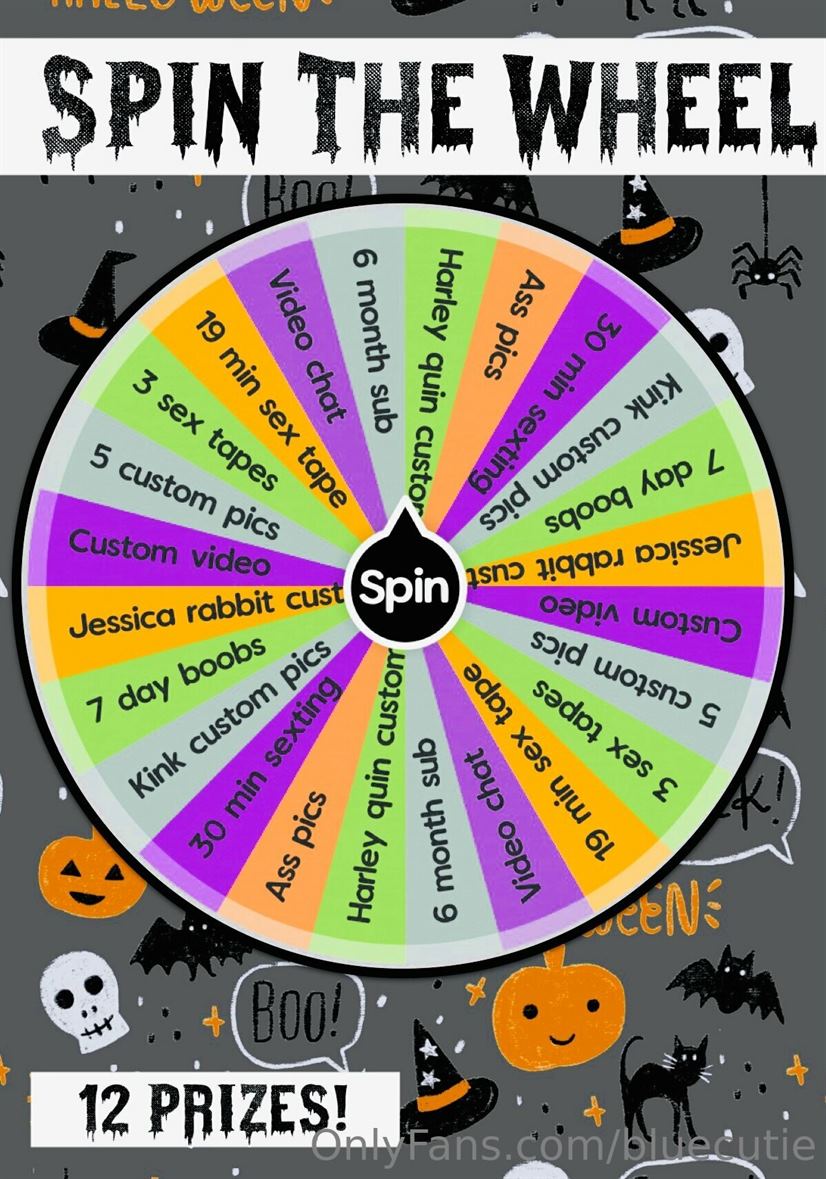 SPIN THE WHEEL
BOO!
6 month sub
Harley quin custom
Ass pics
30 min sexting
Kink custom pics
7 day boobs
Jessica rabbit cust
Custom video
5 custom pics
3 sex tapes
19 min sex tape
Video chat
6 month sub
Harley quin custom
Ass pics
30 min sexting
Kink custom pics
7 day boobs
Jessica rabbit cust
Custom video
5 custom pics
3 sex tapes
19 min sex tape
Video chat
Spin
BOO!
12 PRIZES!
OnlyFans.com/bluecutie